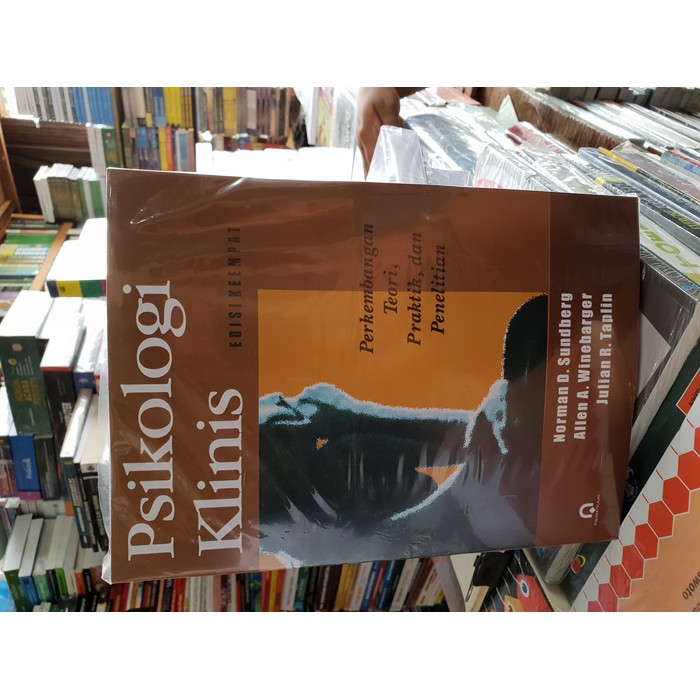 Psikologi
Klinis
EDISI KEEMPAT
Perkembangan
Teori,
Praktik, dan
Penelitian
Norman D. Sundberg
Allen A. Winebarger
Julian R. Taplin